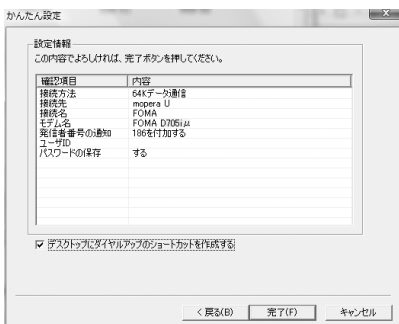 かんたん設定
設定情報
この内容でよろしければ、完了ボタンを押してください。
確認項目 内容
接続方法 64Kデータ通信
接続先 mopera U
接続名 FOMA
モデム名 FOMA D705iμ
発信者番号の通知 186を付加する
ユーザID
パスワードの保存 する
デスクトップにダイヤルアップのショートカットを作成する
< 戻る(B) 完了(F) キャンセル